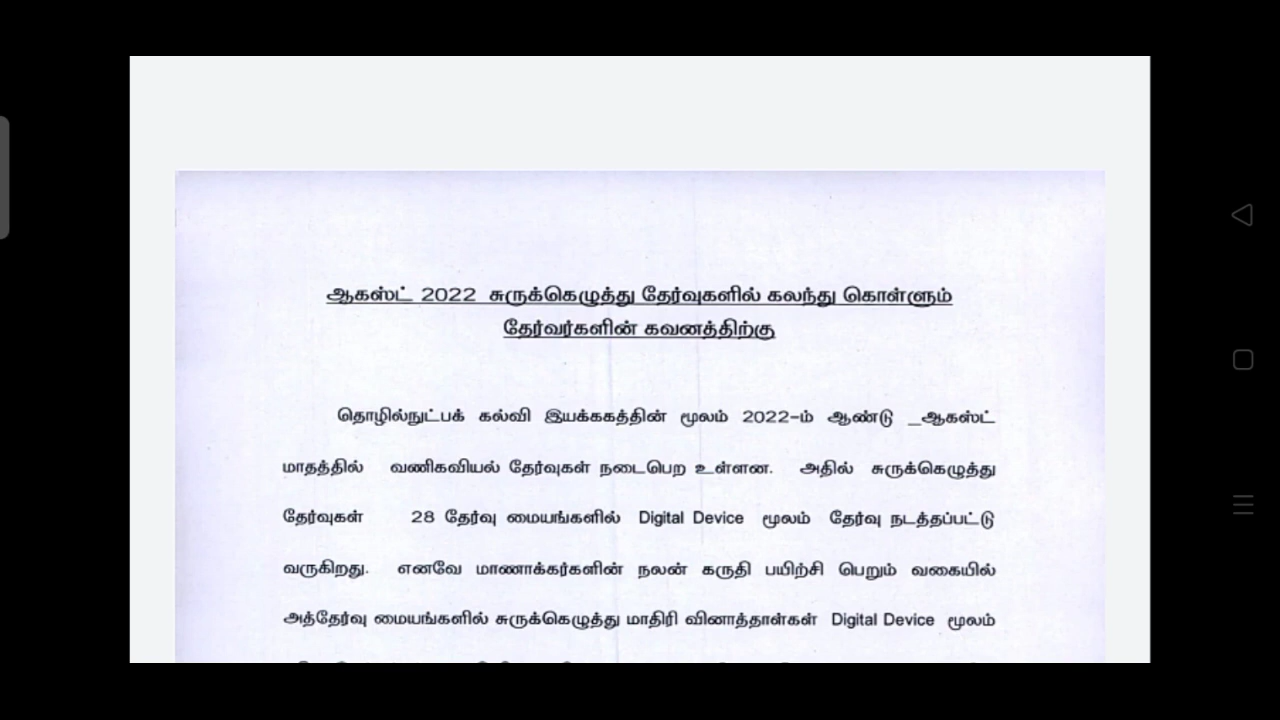 ஆகஸ்ட் 2022 சுருக்கெழுத்து தேர்வுகளில் கலந்து கொள்ளும்
தேர்வர்களின் கவனத்திற்கு
தொழில்நுட்பக் கல்வி இயக்ககத்தின் மூலம் 2022-ம் ஆண்டு _ஆகஸ்ட்
மாதத்தில் வணிகவியல் தேர்வுகள் நடைபெற உள்ளன. அதில் சுருக்கெழுத்து
தேர்வுகள் 28 தேர்வு மையங்களில் Digital Device மூலம் தேர்வு நடத்தப்பட்டு
வருகிறது. எனவே மாணாக்கர்களின் நலன் கருதி பயிற்சி பெறும் வகையில்
அத்தேர்வு மையங்களில் சுருக்கெழுத்து மாதிரி வினாத்தாள்கள் Digital Device மூலம்